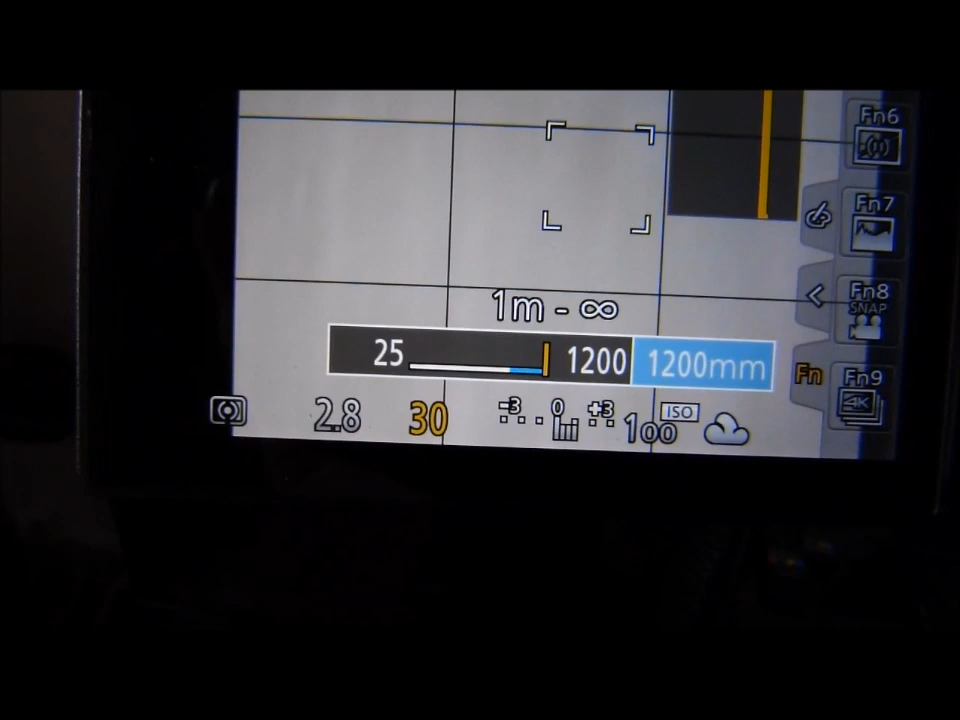 Fn6
Fn7
1m - ∞
Fn8
SNAP
25 1200 1200mm
Fn Fn9
4K
2.8 30 -3 0 +3 100 ISO